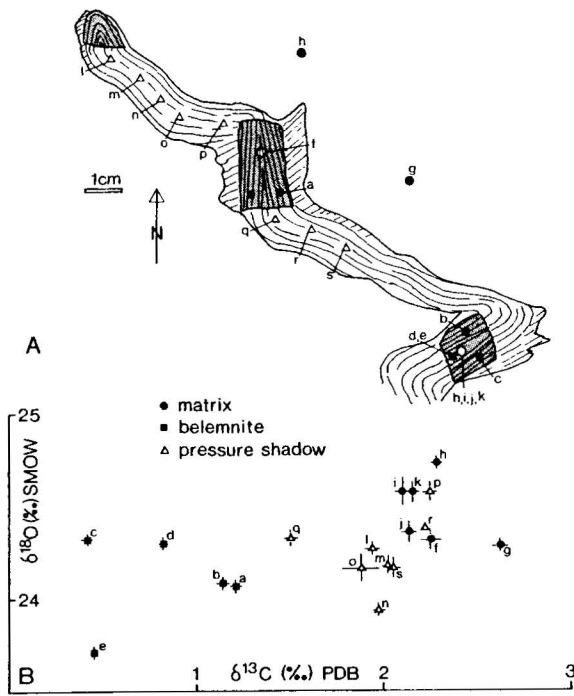 h
l
m
n
o
p
f
a
g
1cm
N
q
r
s
b
d,e
c
h,i,j,k
A
25
● matrix
■ belemnite
△ pressure shadow
h
i k p
c d q j r f g
l
o m s
b a
n
24
e
δ¹⁸O (‰) SMOW
B
1 δ¹³C (‰) PDB 2 3